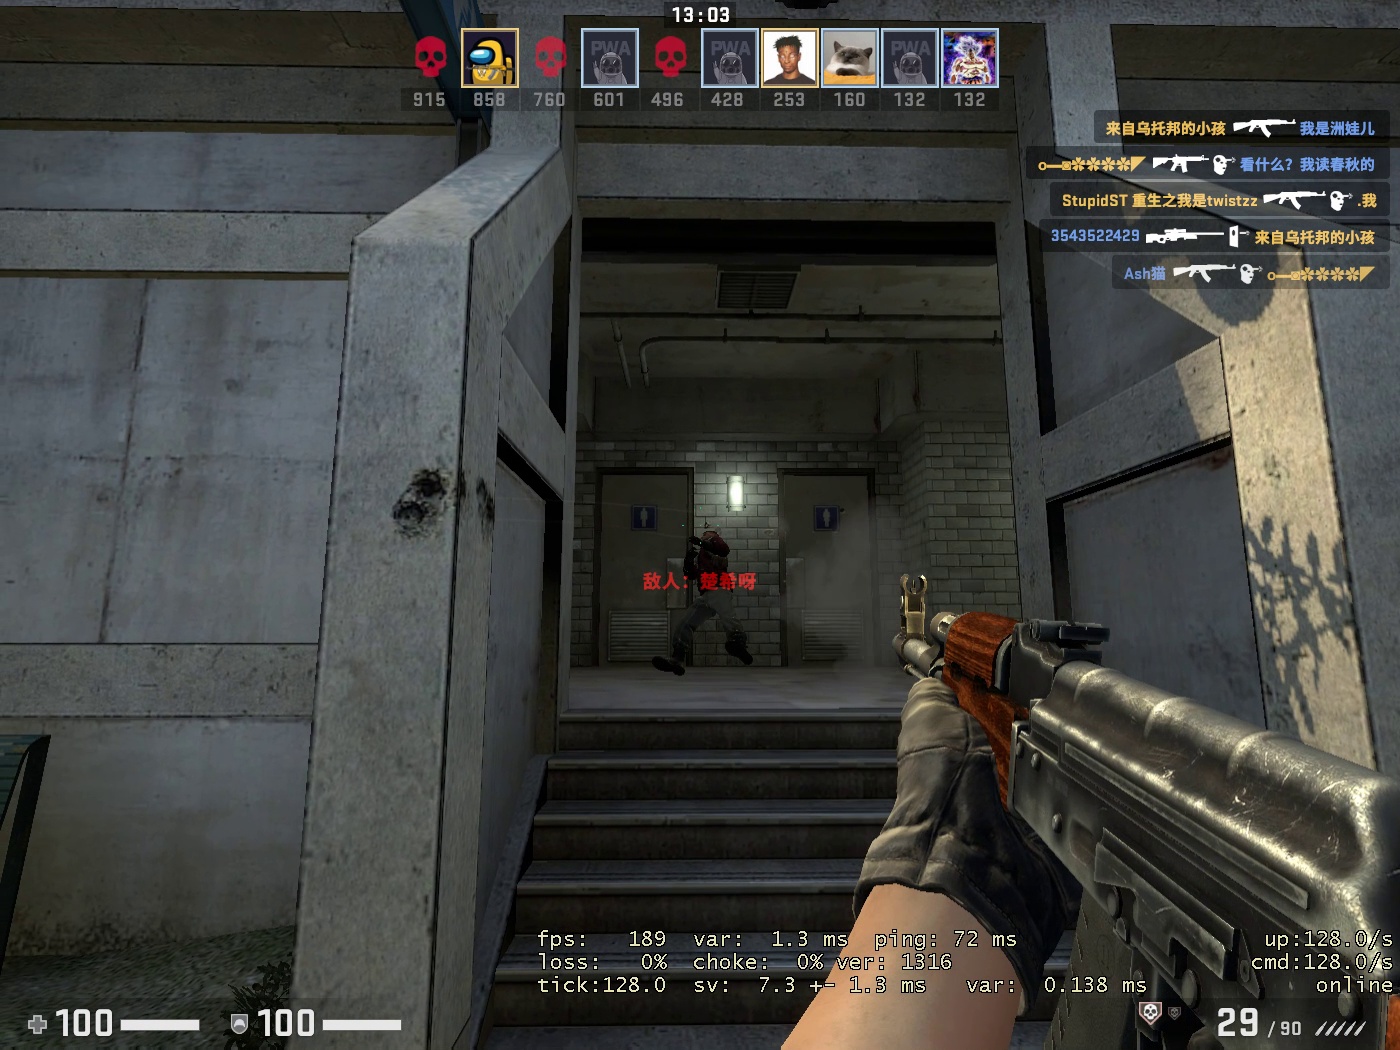 13:03
PWA PWA PWA
915 858 760 601 496 428 253 160 132 132
来自乌托邦的小孩 我是洲娃儿
看什么?我读春秋的
StupidST 重生之我是twistzz .我
3543522429 来自乌托邦的小孩
Ash猫
敌人: 楚希呀
fps: 189 var: 1.3 ms ping: 72 ms
loss: 0% choke: 0% ver: 1316
tick:128.0 sv: 7.3 +- 1.3 ms var: 0.138 ms
up:128.0/s
cmd:128.0/s
online
100 100
29 / 90